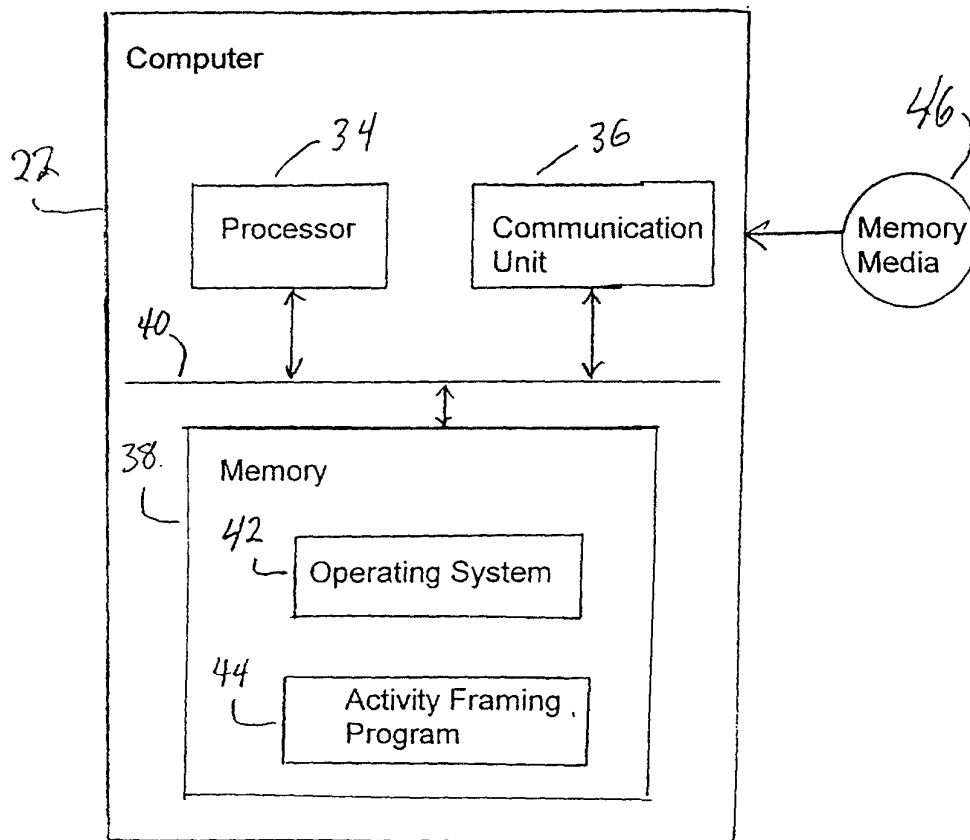 Computer
34
36
46
22
Processor
Communication
Unit
Memory
Media
40
38.
Memory
42
Operating System
44
Activity Framing
Program